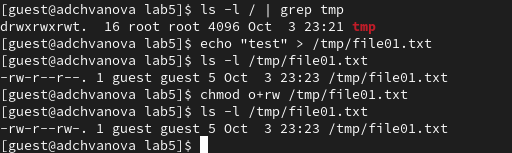 [guest@adchvanova lab5]$ ls -l / | grep tmp
drwxrwxrwt.  16 root root 4096 Oct  3 23:21 tmp
[guest@adchvanova lab5]$ echo "test" > /tmp/file01.txt
[guest@adchvanova lab5]$ ls -l /tmp/file01.txt
-rw-r--r--. 1 guest guest 5 Oct  3 23:23 /tmp/file01.txt
[guest@adchvanova lab5]$ chmod o+rw /tmp/file01.txt
[guest@adchvanova lab5]$ ls -l /tmp/file01.txt
-rw-r--rw-. 1 guest guest 5 Oct  3 23:23 /tmp/file01.txt
[guest@adchvanova lab5]$